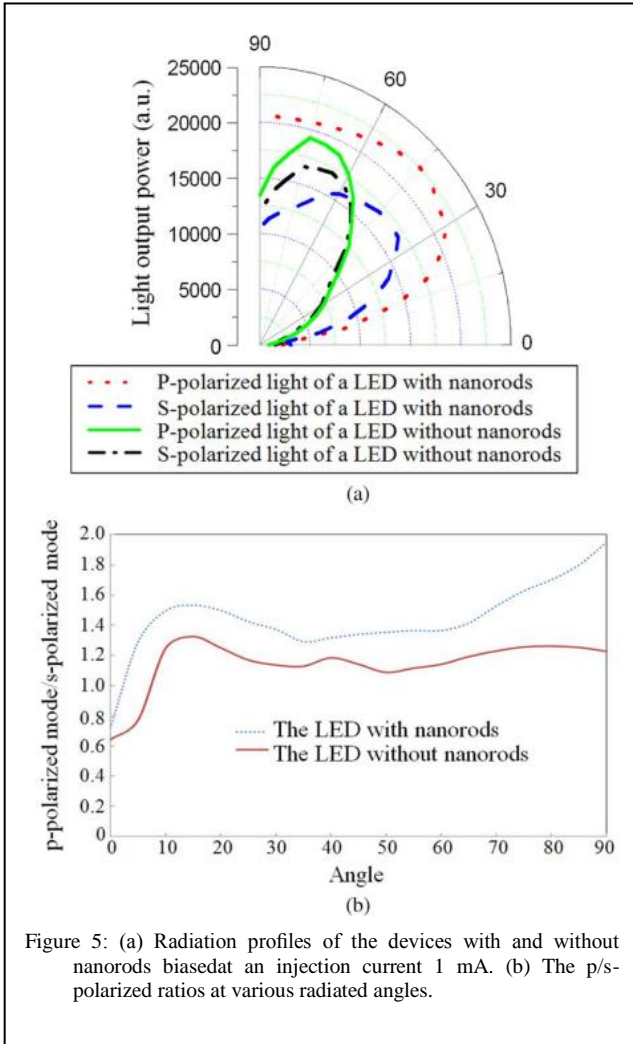 90
25000
60
20000
15000
30
10000
5000
0
0
Light output power (a.u.)
P-polarized light of a LED with nanorods
S-polarized light of a LED with nanorods
P-polarized light of a LED without nanorods
S-polarized light of a LED without nanorods
(a)
p-polarized mode/s-polarized mode
2.0
1.8
1.6
1.4
1.2
1.0
0.8
0.6
0.4
0.2
0
The LED with nanorods
The LED without nanorods
0 10 20 30 40 50 60 70 80 90
Angle
(b)
Figure 5: (a) Radiation profiles of the devices with and without
nanorods biasedat an injection current 1 mA. (b) The p/s-
polarized ratios at various radiated angles.